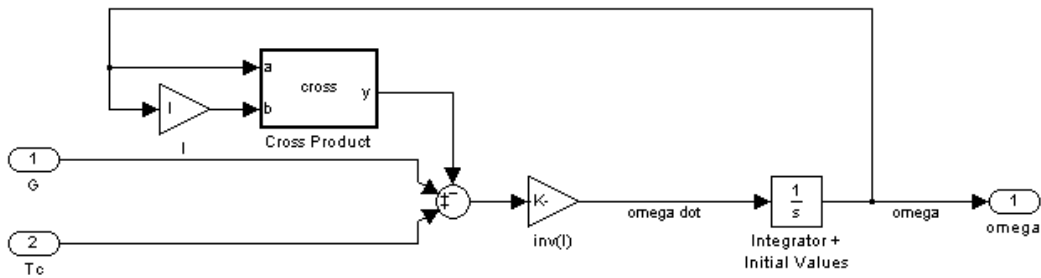 a
cross
y
I
b
Cross Product
I
1
G
K-
1
s
1
omega dot
omega
omega
inv(I)
Integrator +
Initial Values
2
Tc